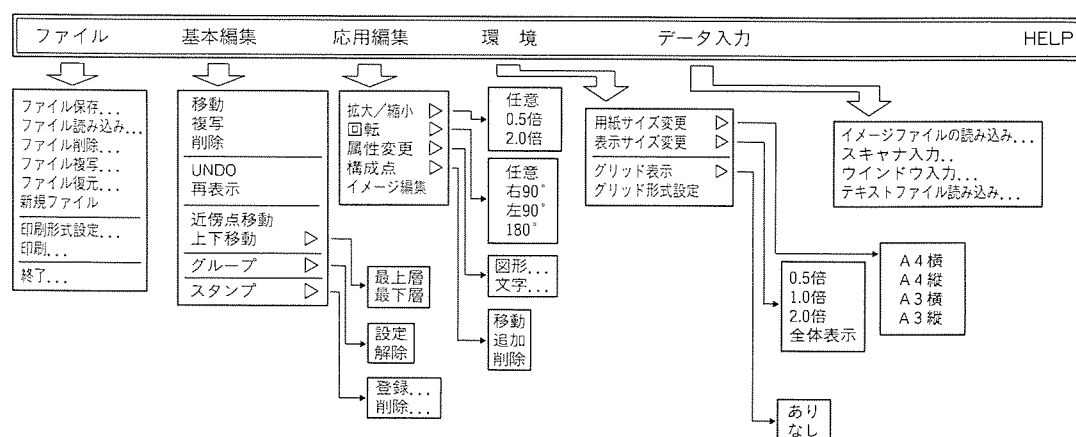 ファイル 基本編集 応用編集 環 境 データ入力 HELP
ファイル保存...
ファイル読み込み...
ファイル削除...
ファイル複写...
ファイル復元...
新規ファイル
印刷形式設定...
印刷...
終了...
移動
複写
削除
UNDO
再表示
近傍点移動
上下移動 ▷
グループ ▷
スタンプ ▷
最上層
最下層
設定
解除
登録...
削除...
拡大／縮小 ▷
回転 ▷
属性変更 ▷
構成点 ▷
イメージ編集
任意
0.5倍
2.0倍
任意
右90°
左90°
180°
図形...
文字...
移動
追加
削除
用紙サイズ変更 ▷
表示サイズ変更 ▷
グリッド表示 ▷
グリッド形式設定
A4横
A4縦
A3横
A3縦
0.5倍
1.0倍
2.0倍
全体表示
あり
なし
イメージファイルの読み込み...
スキャナ入力..
ウインドウ入力...
テキストファイル読み込み...